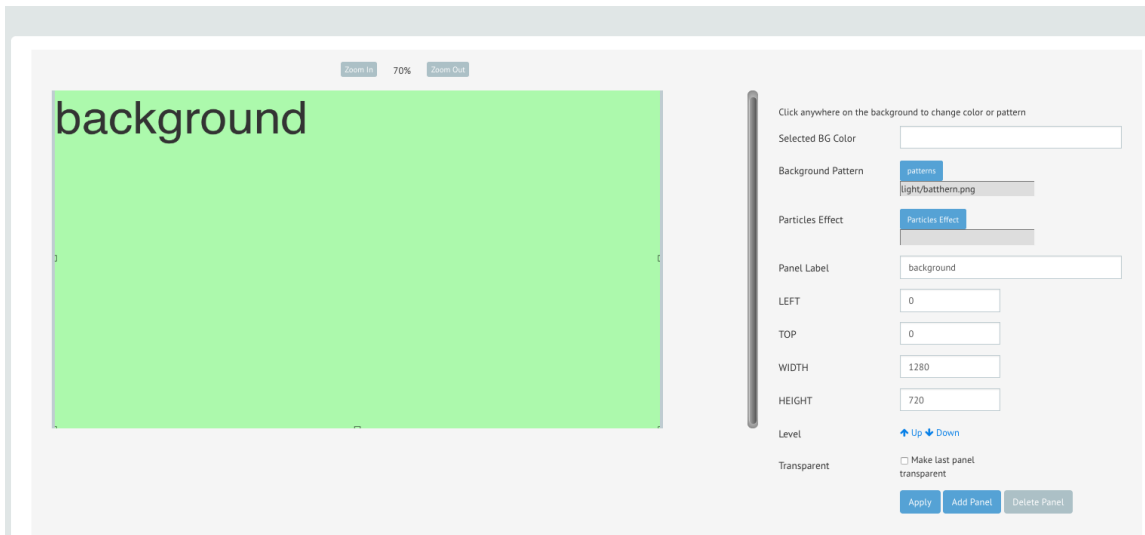 Zoom In 70% Zoom Out
background
Click anywhere on the background to change color or pattern
Selected BG Color
Background Pattern patterns
light/batthern.png
Particles Effect Particles Effect
Panel Label background
LEFT 0
TOP 0
WIDTH 1280
HEIGHT 720
Level Up Down
Transparent Make last panel
transparent
Apply Add Panel Delete Panel